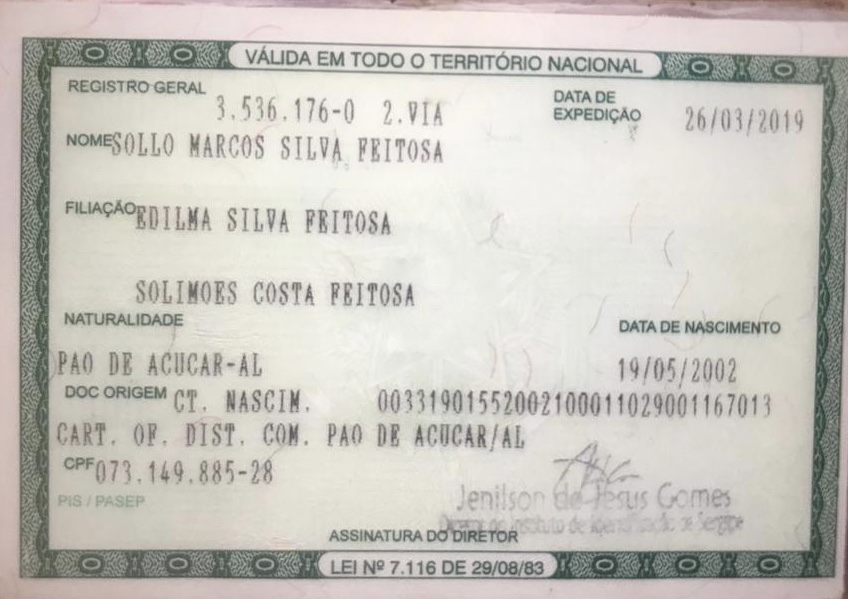 VÁLIDA EM TODO O TERRITÓRIO NACIONAL
REGISTRO GERAL 3.536.176-0 2.VIA DATA DE EXPEDIÇÃO 26/03/2019
NOME SOLLO MARCOS SILVA FEITOSA
FILIAÇÃO EDILMA SILVA FEITOSA
SOLIMOES COSTA FEITOSA
NATURALIDADE DATA DE NASCIMENTO
PAO DE ACUCAR-AL 19/05/2002
DOC ORIGEM CT. NASCIM. 00331901552002100011029001167013
CART. OF. DIST. COM. PAO DE ACUCAR/AL
CPF 073.149.885-28
PIS / PASEP
Jenilson de Jesus Gomes
Diretor do Instituto de Identificação de Sergipe
ASSINATURA DO DIRETOR
LEI Nº 7.116 DE 29/08/83